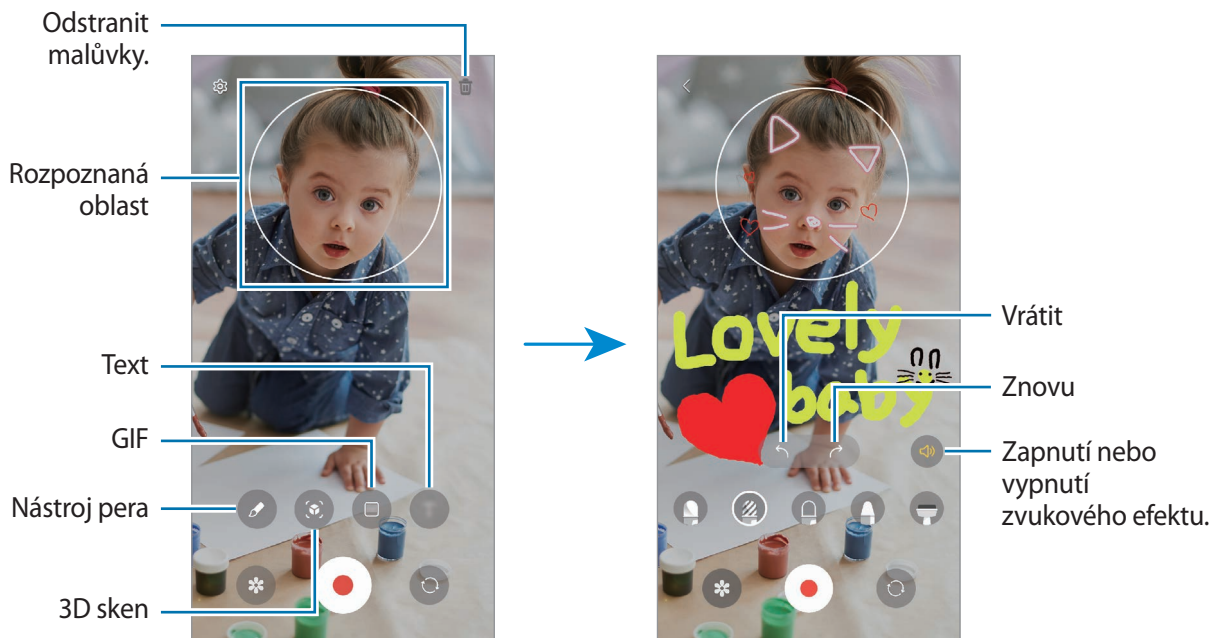 Odstranit
malůvky.
Rozpoznaná
oblast
Text
GIF
Nástroj pera
3D sken
Lovely
baby
Vrátit
Znovu
Zapnutí nebo
vypnutí
zvukového efektu.